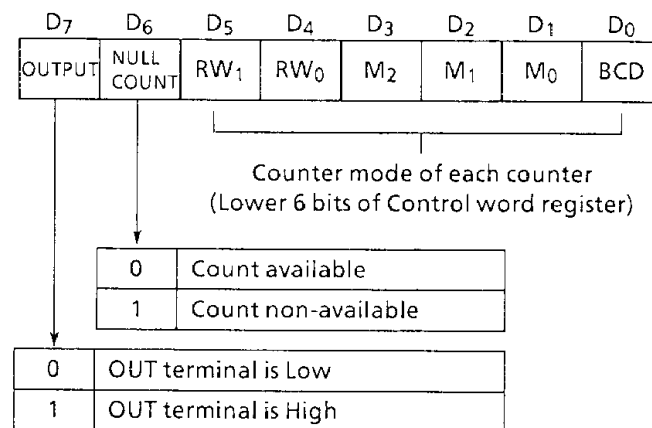 D7 D6 D5 D4 D3 D2 D1 D0
OUTPUT NULL COUNT RW1 RW0 M2 M1 M0 BCD
Counter mode of each counter
(Lower 6 bits of Control word register)
0 Count available
1 Count non-available
0 OUT terminal is Low
1 OUT terminal is High